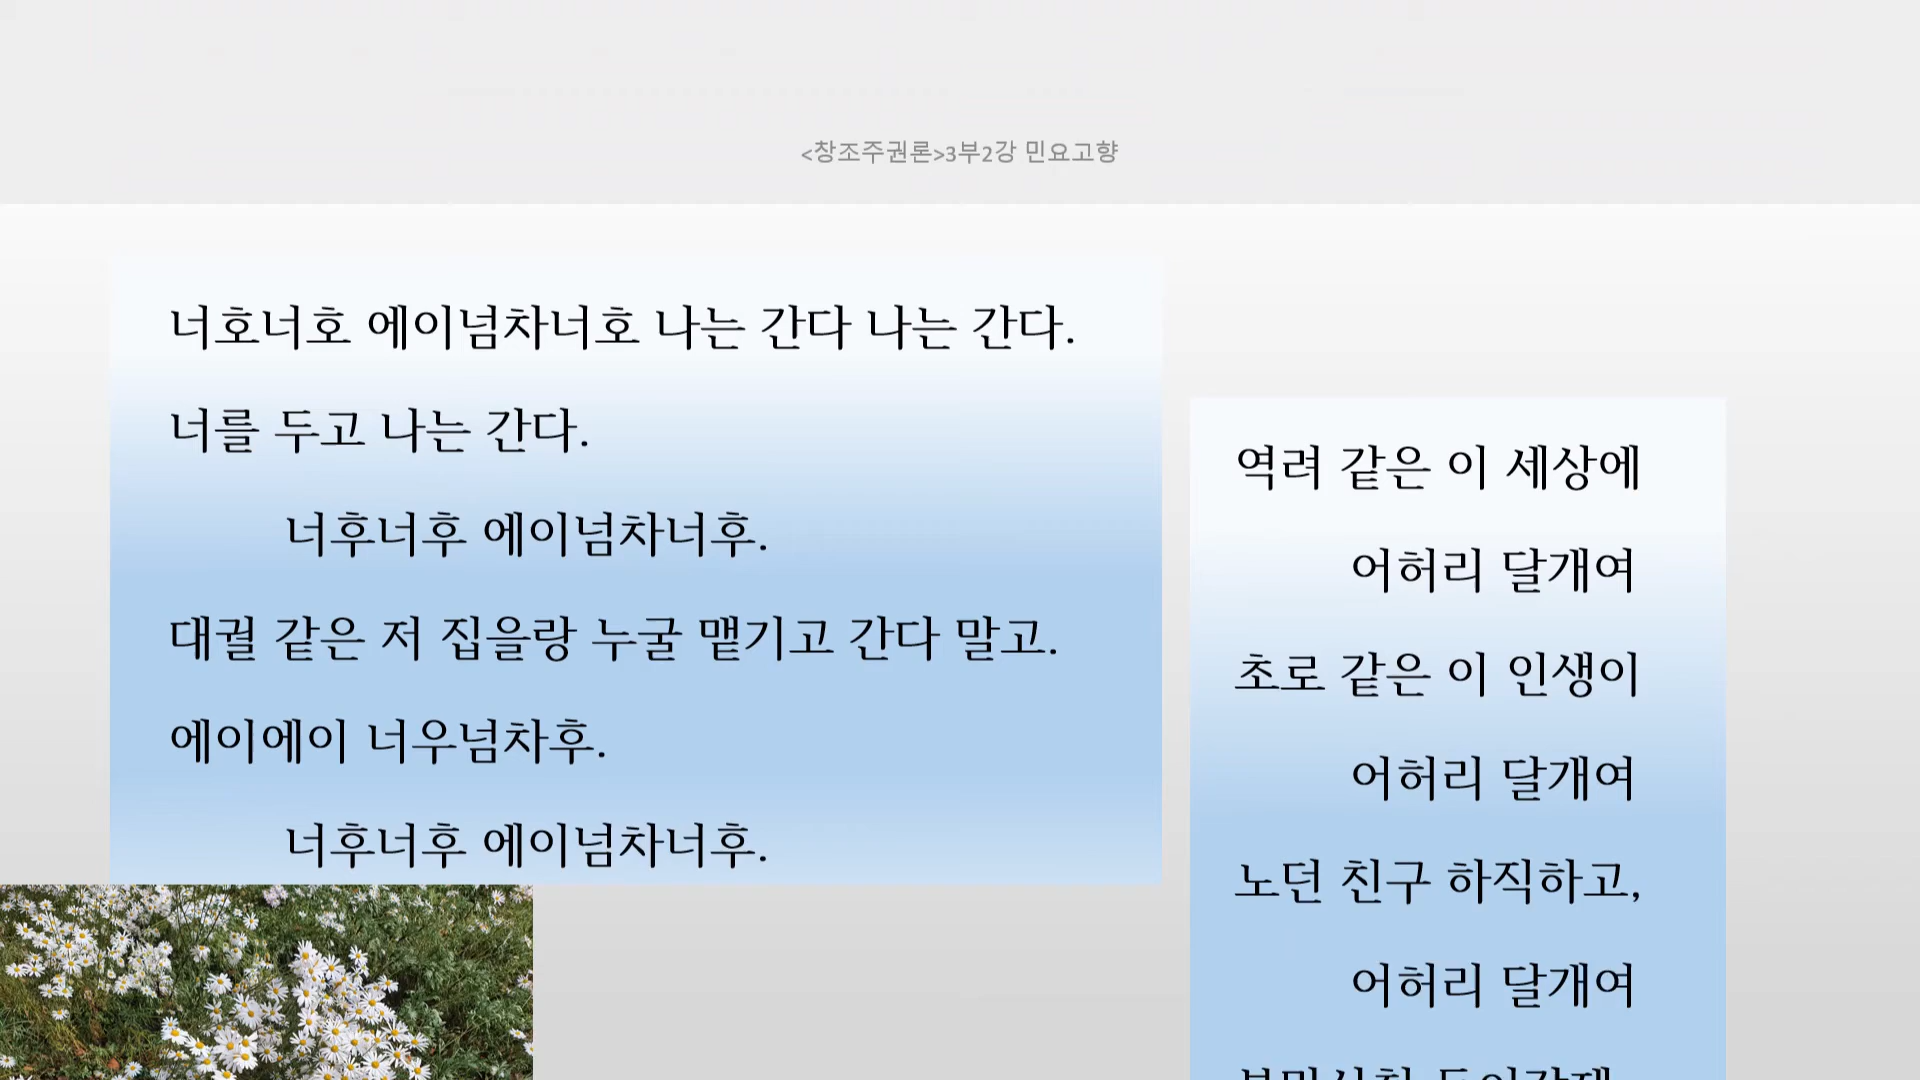 <창조주권론>3부2강 민요고향
너호너호 에이넘차너호 나는 간다 나는 간다.
너를 두고 나는 간다.
너후너후 에이넘차너후.
대궐 같은 저 집을랑 누굴 맽기고 간다 말고.
에이에이 너우넘차후.
너후너후 에이넘차너후.
역려 같은 이 세상에
어허리 달개여
초로 같은 이 인생이
어허리 달개여
노던 친구 하직하고,
어허리 달개여